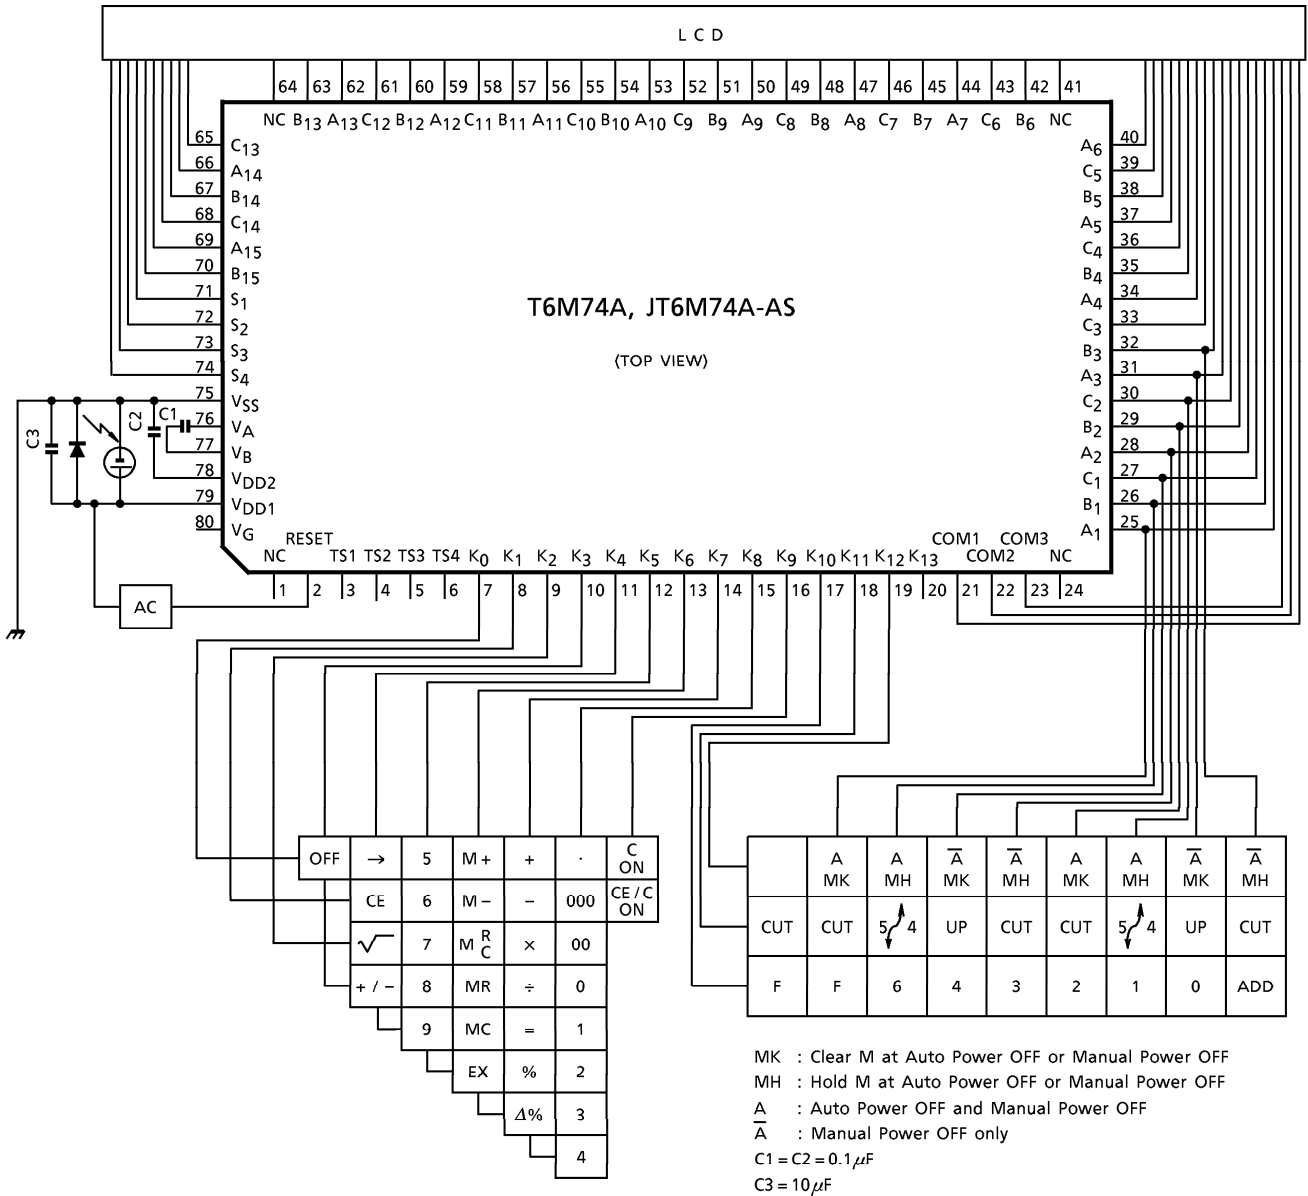 LCD
64 63 62 61 60 59 58 57 56 55 54 53 52 51 50 49 48 47 46 45 44 43 42 41
NC B13 A13 C12 B12 A12 C11 B11 A11 C10 B10 A10 C9 B9 A9 C8 B8 A8 C7 B7 A7 C6 B6 NC
65 C13
66 A14
67 B14
68 C14
69 A15
70 B15
71 S1
72 S2
73 S3
74 S4
75 VSS
76 VA
77 VB
78 VDD2
79 VDD1
80 VG
C3
C2
C1
T6M74A, JT6M74A-AS
(TOP VIEW)
A6 40
C5 39
B5 38
A5 37
C4 36
B4 35
A4 34
C3 33
B3 32
A3 31
C2 30
B2 29
A2 28
C1 27
B1 26
A1 25
NC RESET TS1 TS2 TS3 TS4 K0 K1 K2 K3 K4 K5 K6 K7 K8 K9 K10 K11 K12 K13 COM1 COM2 COM3 NC
1 2 3 4 5 6 7 8 9 10 11 12 13 14 15 16 17 18 19 20 21 22 23 24
AC
OFF → 5 M+ + · C ON
CE 6 M− − 000 CE/C ON
√ 7 M R C × 00
+/− 8 MR ÷ 0
9 MC = 1
EX % 2
Δ% 3
4
A MK A MH A̅ MK A̅ MH A MK A MH A̅ MK A̅ MH
CUT CUT 5 4 UP CUT CUT 5 4 UP CUT
F F 6 4 3 2 1 0 ADD
MK : Clear M at Auto Power OFF or Manual Power OFF
MH : Hold M at Auto Power OFF or Manual Power OFF
A : Auto Power OFF and Manual Power OFF
A̅ : Manual Power OFF only
C1 = C2 = 0.1μF
C3 = 10μF